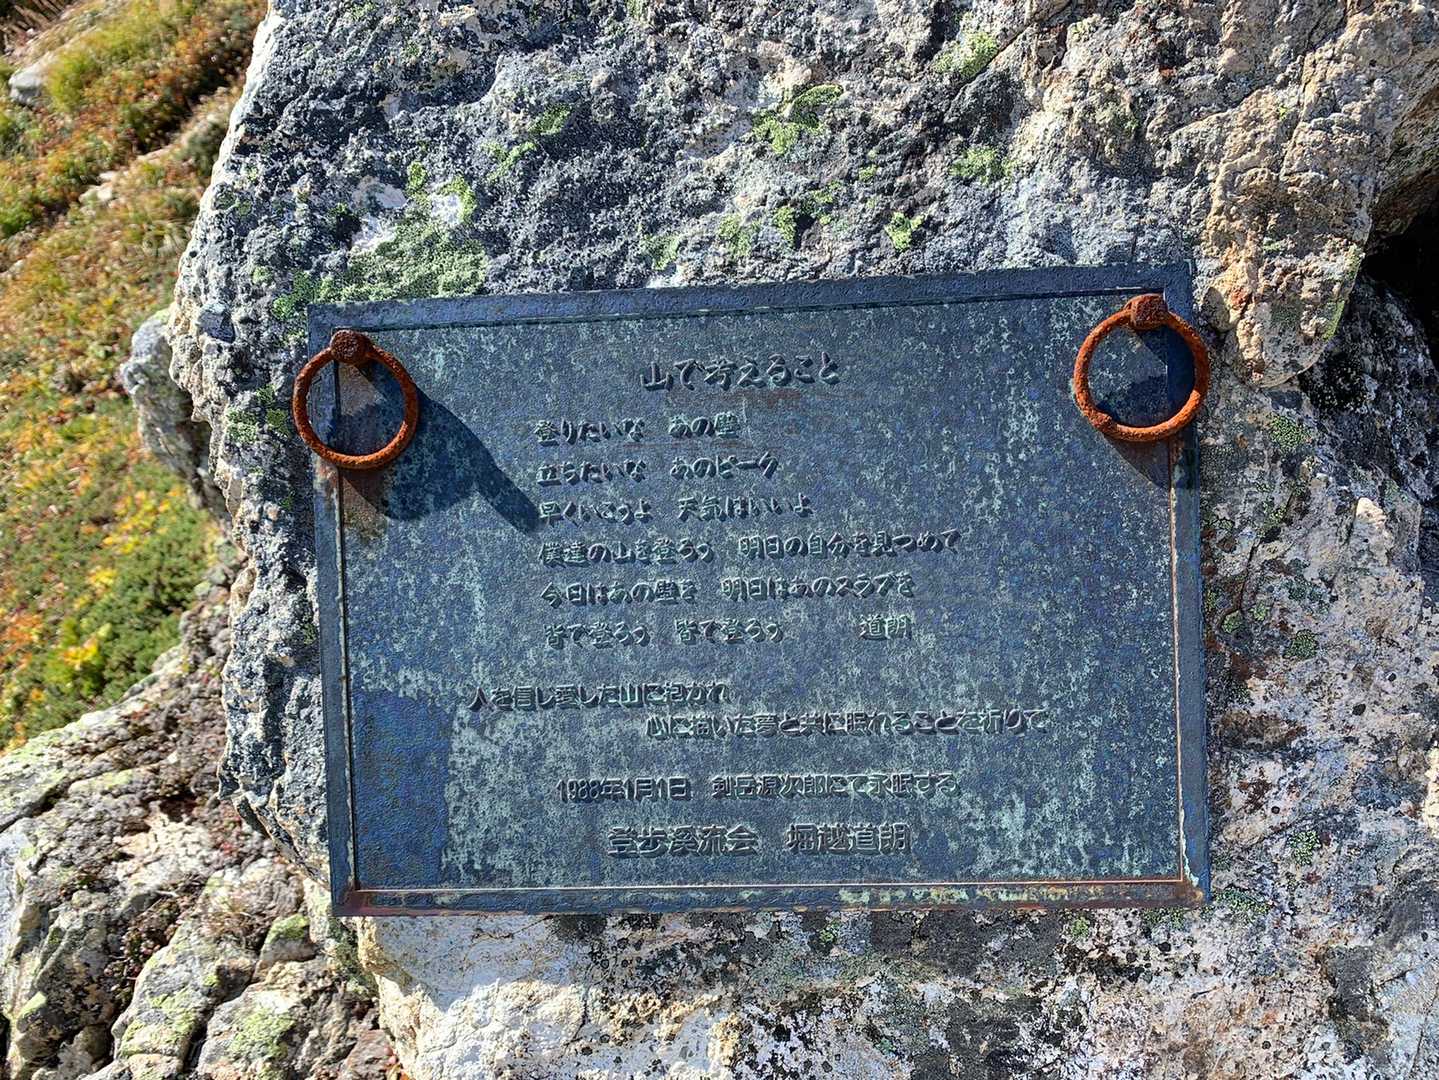 山で考えること
登りたいな　あの壁
立ちたいな　あのピーク
早くいこうよ　天気はいいよ
僕達の山を登ろう　明日の自分を見つめて
今日はあの壁を　明日はあのスラブを
皆で登ろう　皆で登ろう　道朗
人を信し愛した山に抱かれ
心に描いた夢と共に眠れることを祈りて
1988年1月1日　剣岳源次郎にて永眠する
登歩溪流会　堀越道朗